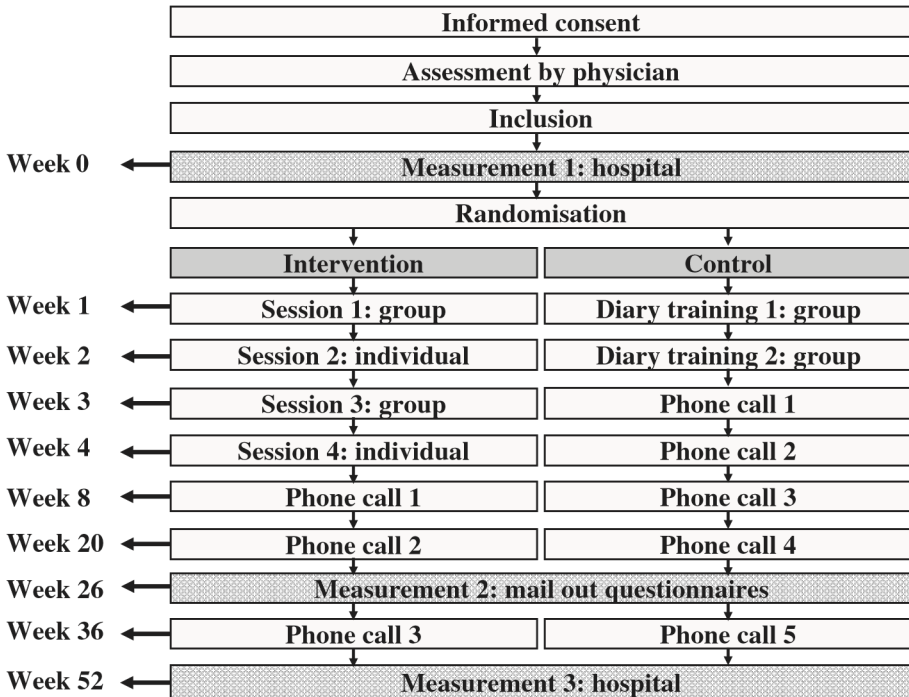 Informed consent
Assessment by physician
Inclusion
Week 0 Measurement 1: hospital
Randomisation
Intervention Control
Week 1 Session 1: group Diary training 1: group
Week 2 Session 2: individual Diary training 2: group
Week 3 Session 3: group Phone call 1
Week 4 Session 4: individual Phone call 2
Week 8 Phone call 1 Phone call 3
Week 20 Phone call 2 Phone call 4
Week 26 Measurement 2: mail out questionnaires
Week 36 Phone call 3 Phone call 5
Week 52 Measurement 3: hospital